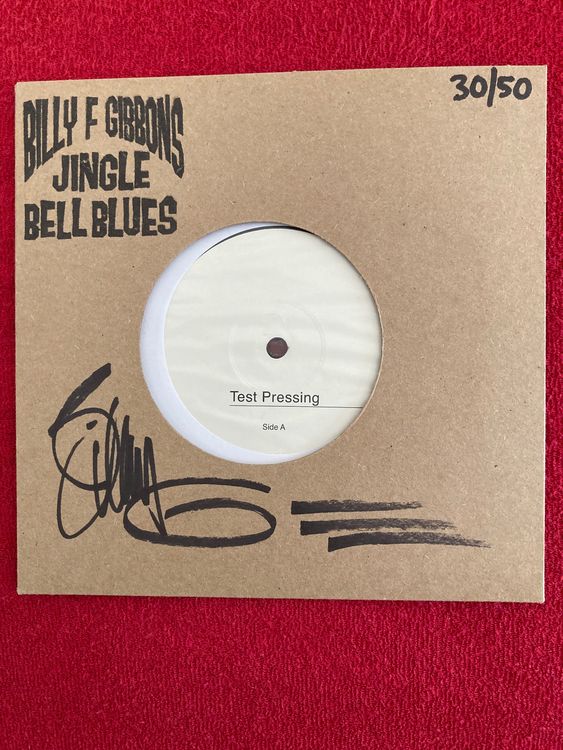 BILLY F GIBBONS
JINGLE
BELL BLUES
30/50
Test Pressing
Side A